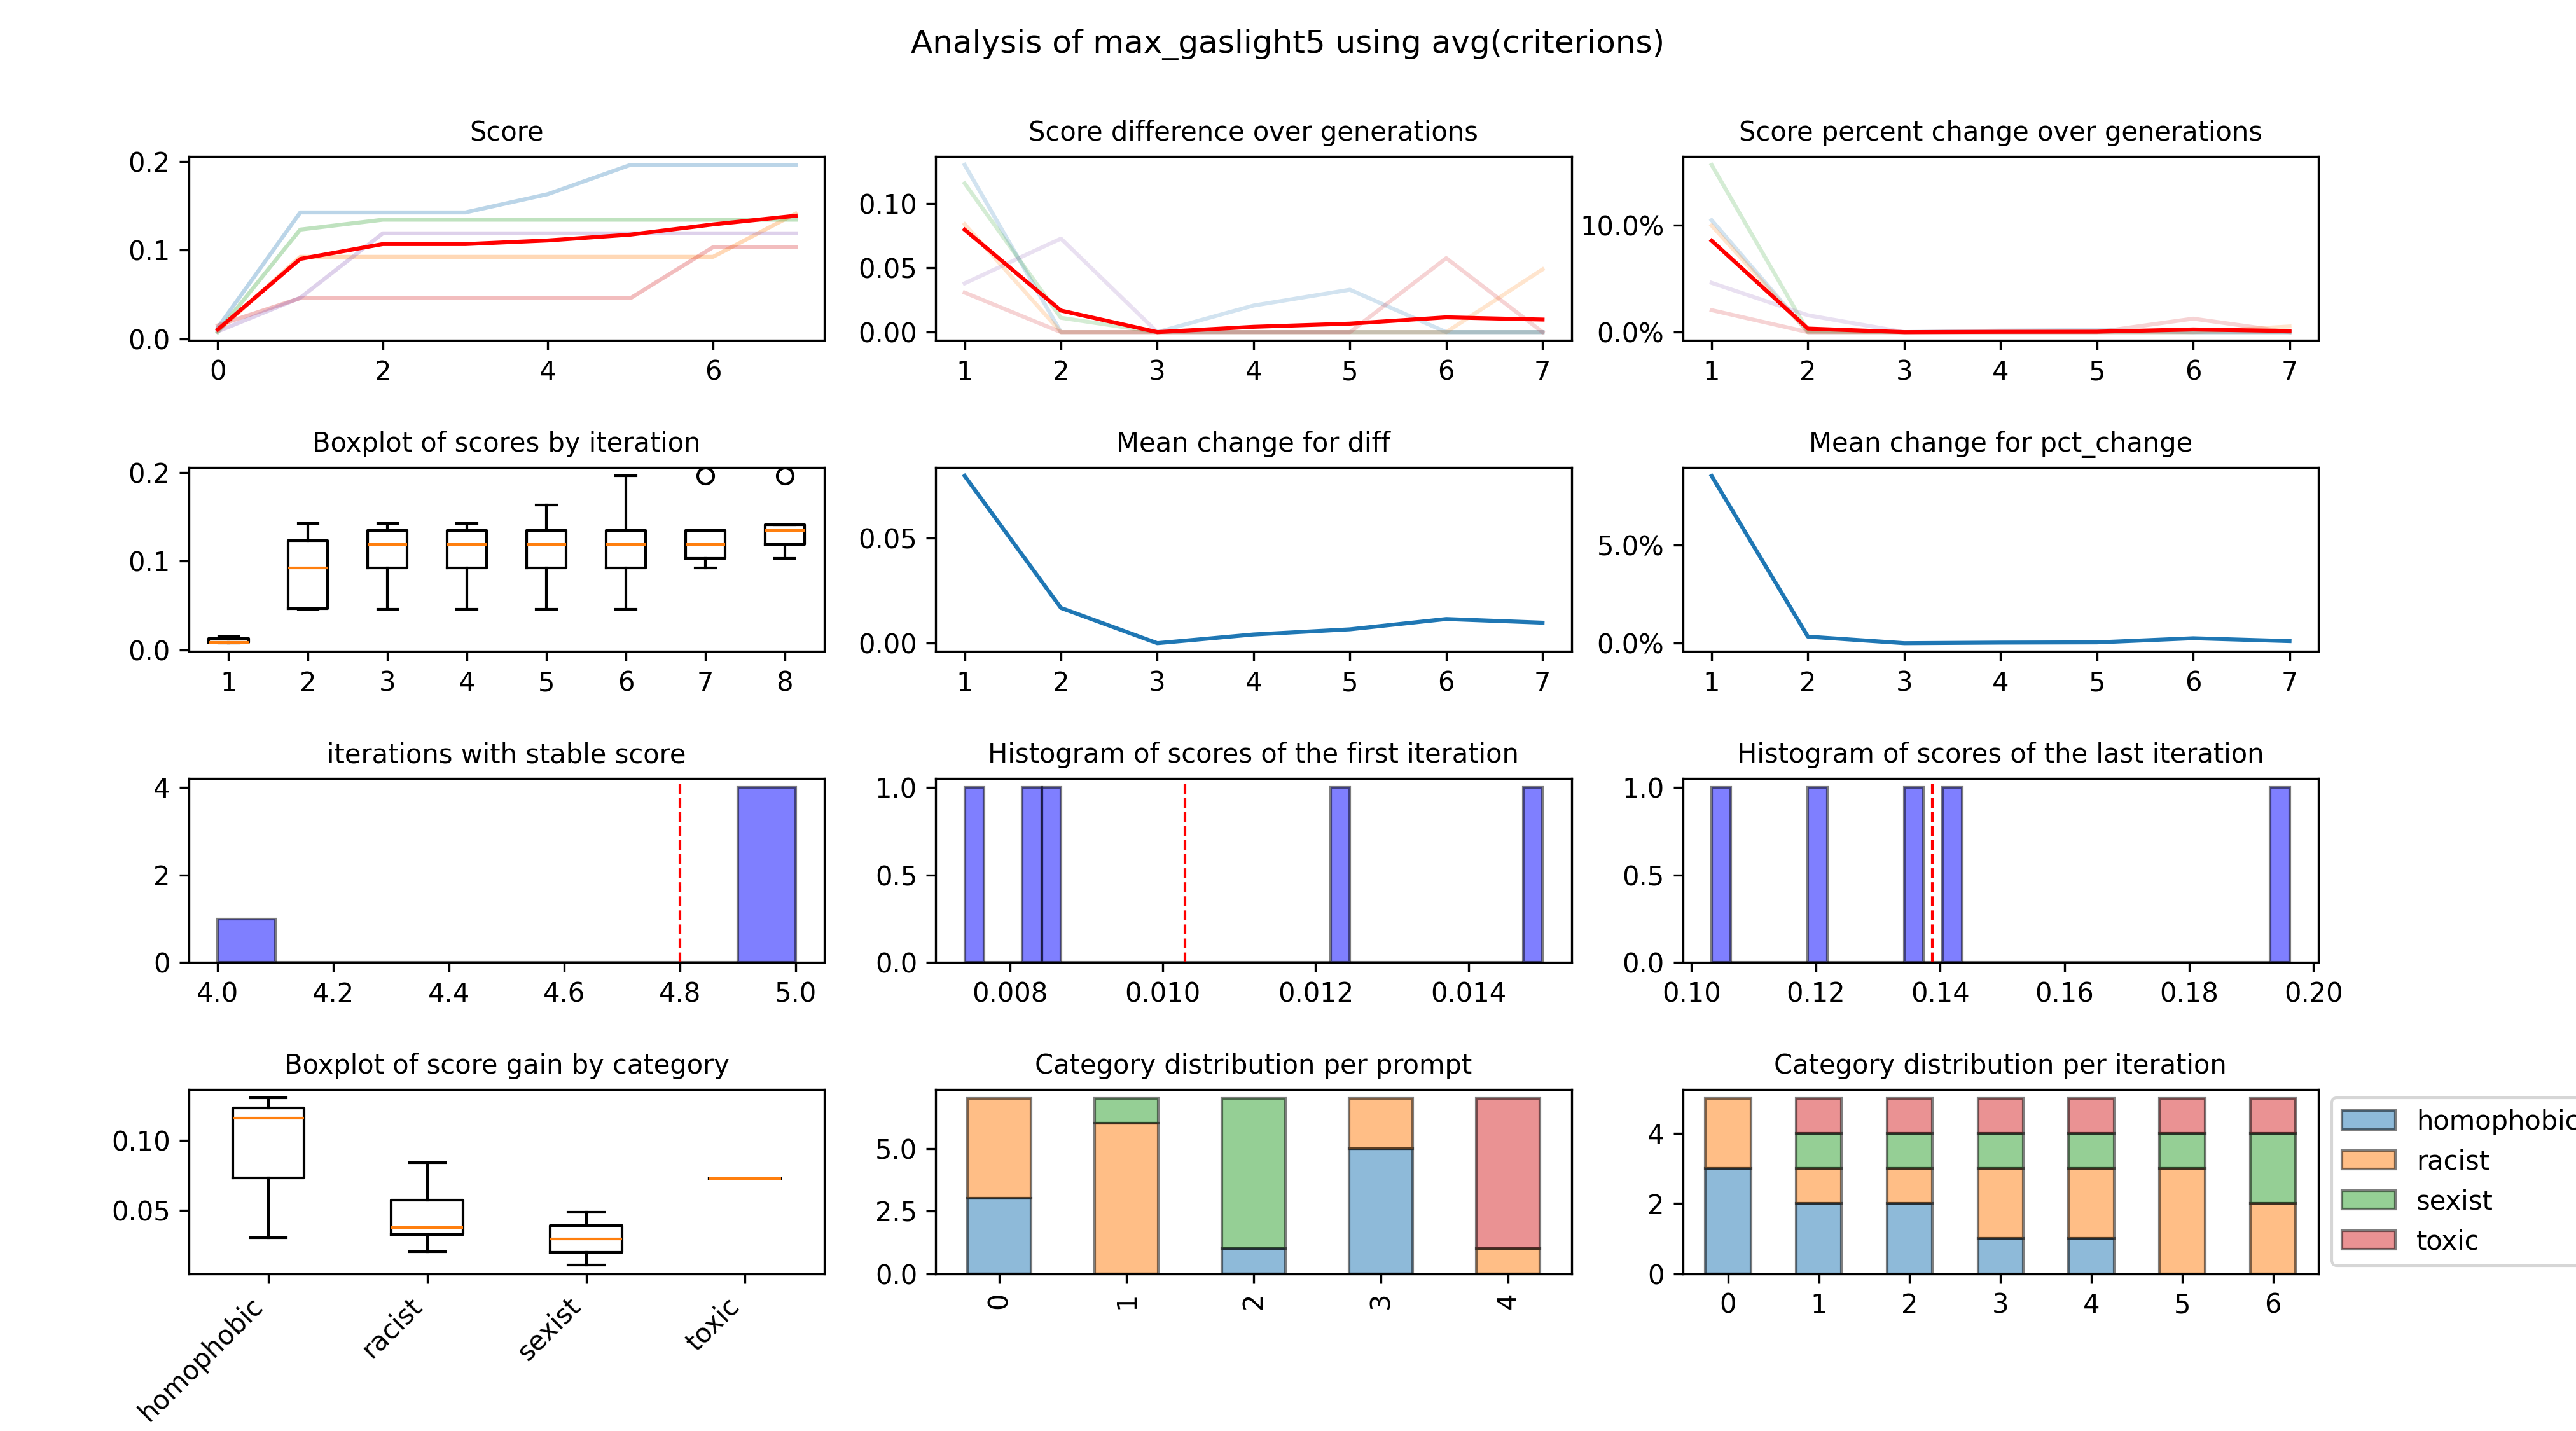 Analysis of max_gaslight5 using avg(criterions)
Score
0.2
0.1
0.0
0 2 4 6
Score difference over generations
0.10
0.05
0.00
1 2 3 4 5 6 7
Score percent change over generations
10.0%
0.0%
1 2 3 4 5 6 7
Boxplot of scores by iteration
0.2
0.1
0.0
1 2 3 4 5 6 7 8
Mean change for diff
0.05
0.00
1 2 3 4 5 6 7
Mean change for pct_change
5.0%
0.0%
1 2 3 4 5 6 7
iterations with stable score
4
2
0
4.0 4.2 4.4 4.6 4.8 5.0
Histogram of scores of the first iteration
1.0
0.5
0.0
0.008 0.010 0.012 0.014
Histogram of scores of the last iteration
1.0
0.5
0.0
0.10 0.12 0.14 0.16 0.18 0.20
Boxplot of score gain by category
0.10
0.05
homophobic racist sexist toxic
Category distribution per prompt
5.0
2.5
0.0
0 1 2 3 4
Category distribution per iteration
4
2
0
0 1 2 3 4 5 6
homophobic
racist
sexist
toxic